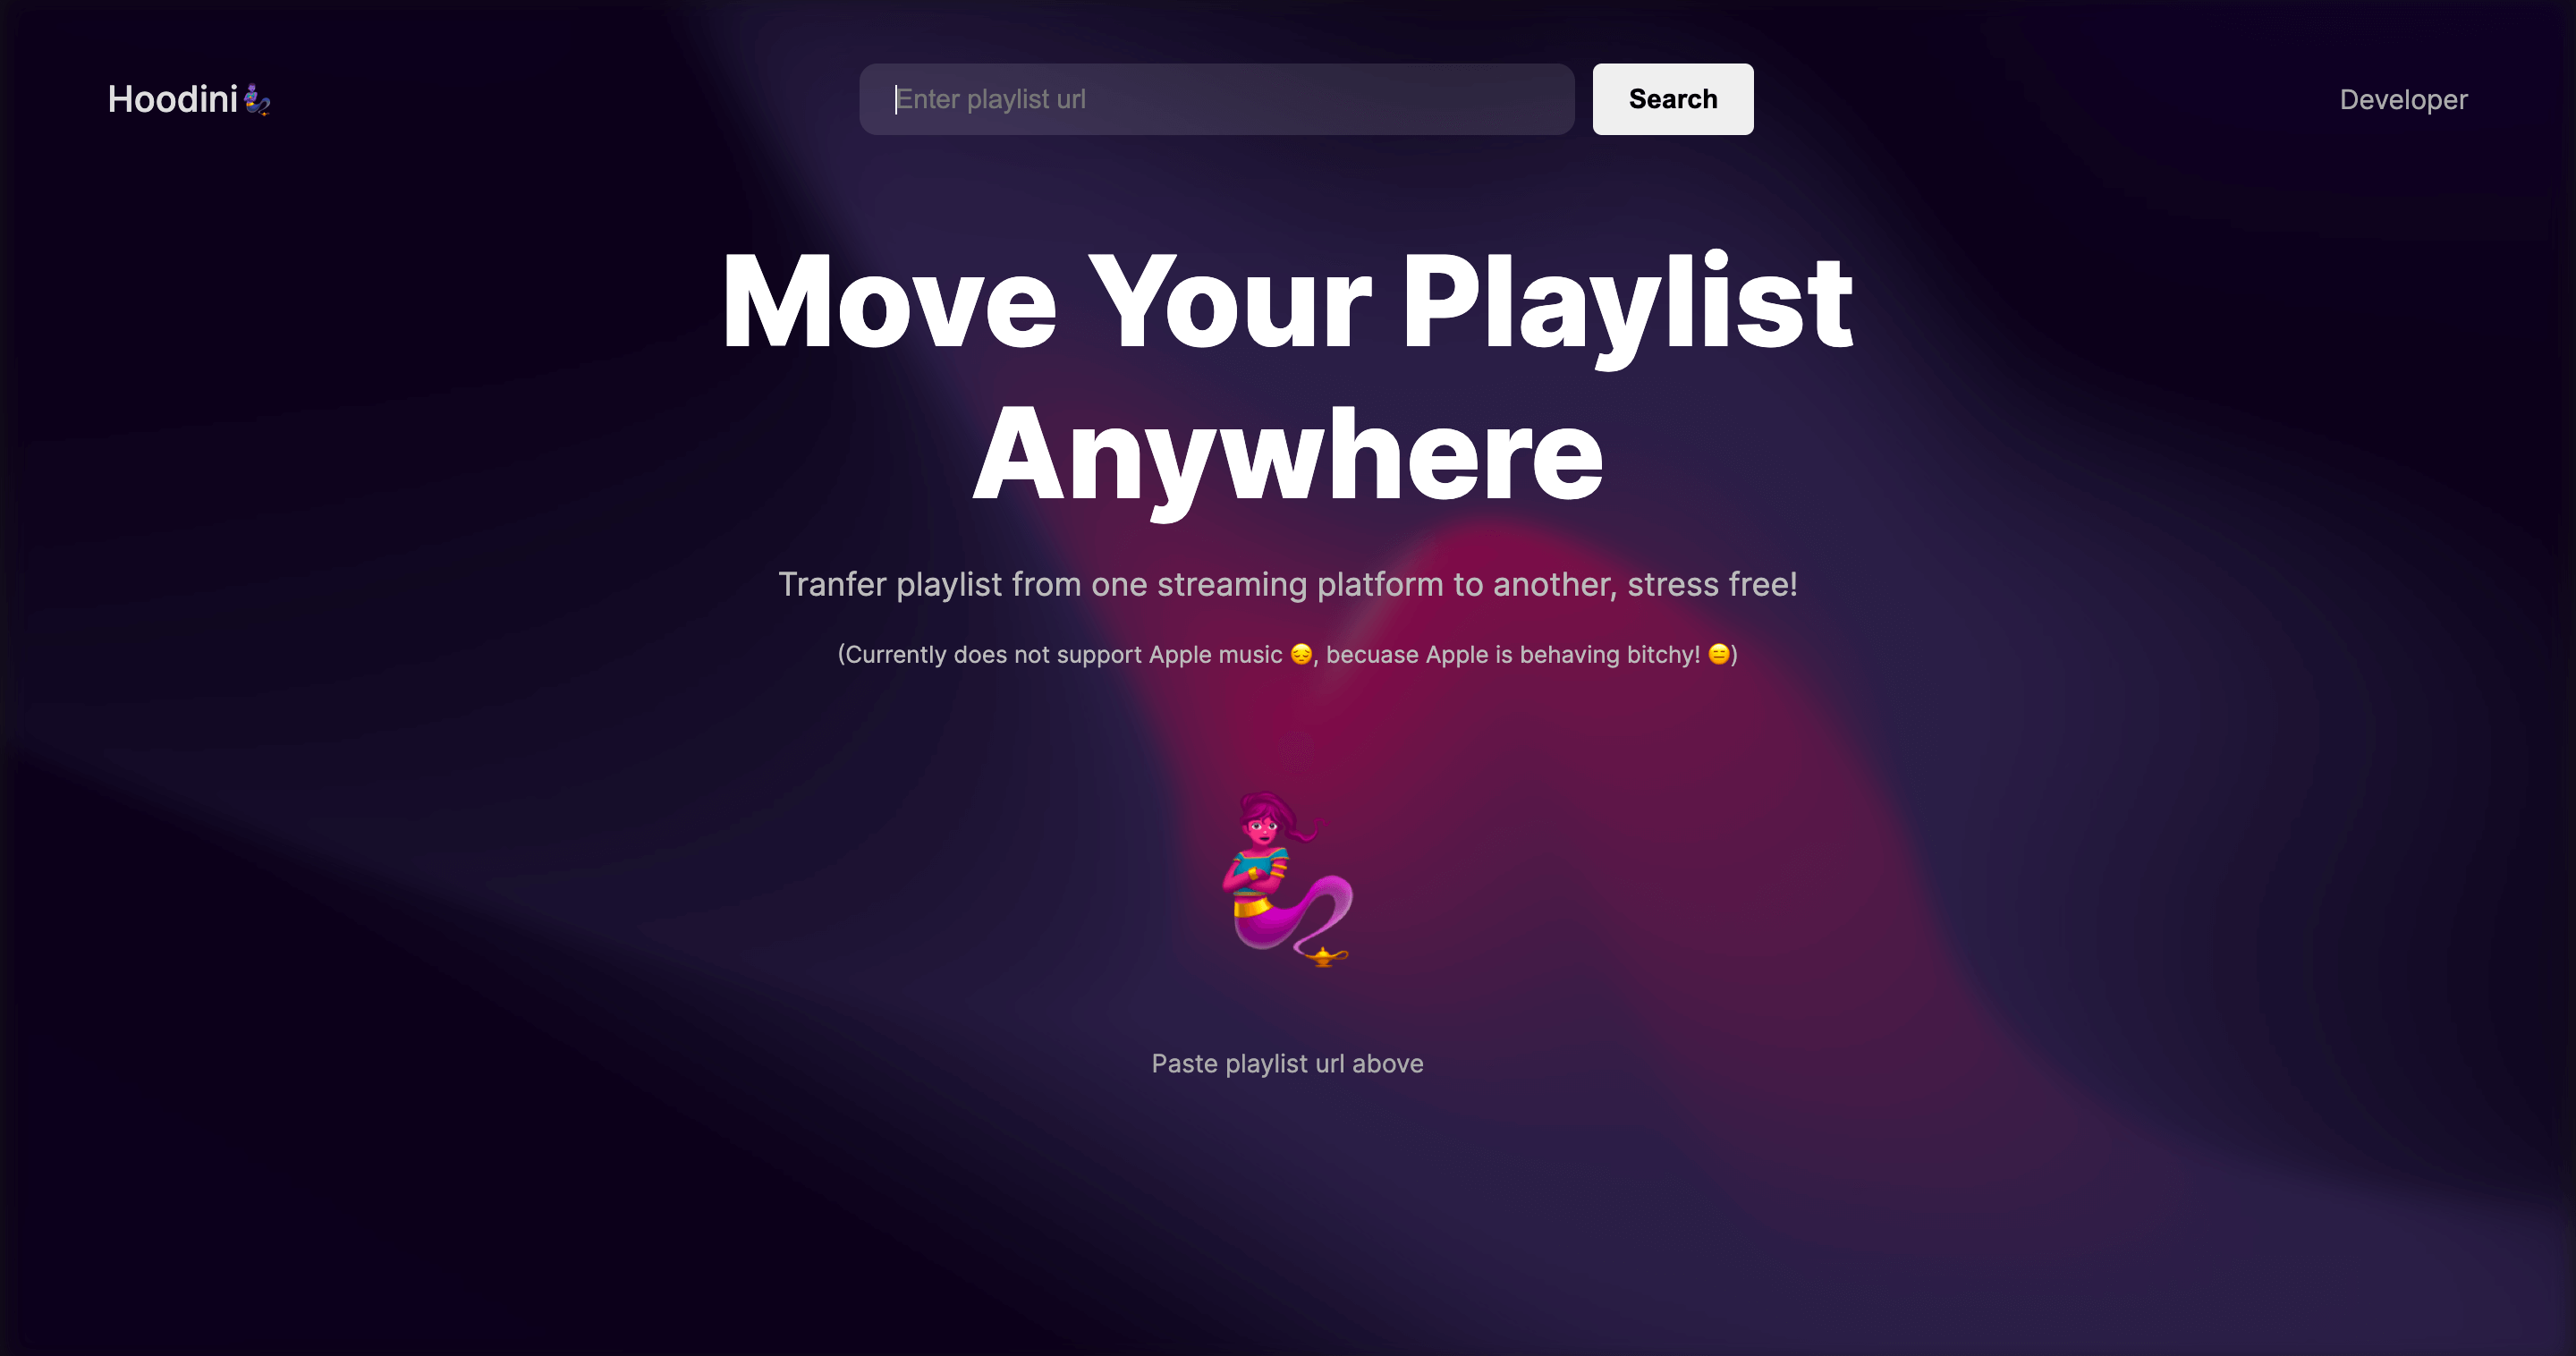 Hoodini🧞‍♀️
Enter playlist url
Search
Developer
Move Your Playlist
Anywhere
Tranfer playlist from one streaming platform to another, stress free!
(Currently does not support Apple music 😔, becuase Apple is behaving bitchy! 😑)
Paste playlist url above